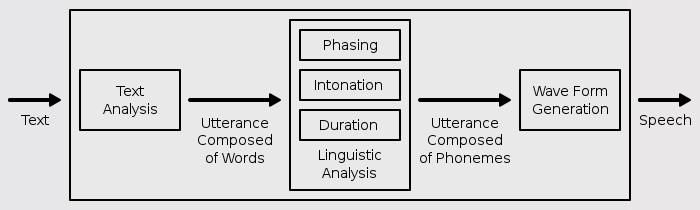 Text
Text
Analysis
Utterance
Composed
of Words
Phasing
Intonation
Duration
Linguistic
Analysis
Utterance
Composed
of Phonemes
Wave Form
Generation
Speech